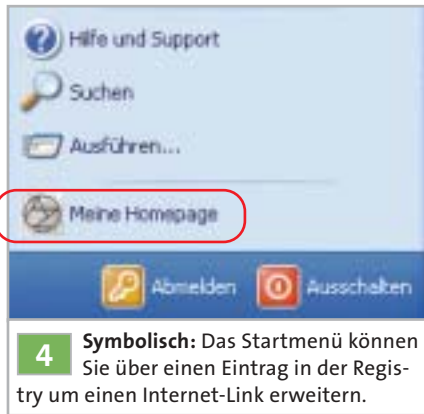 Hilfe und Support
Suchen
Ausführen...
Meine Homepage
Abmelden Ausschalten
4 Symbolisch: Das Startmenü können
Sie über einen Eintrag in der Regis-
try um einen Internet-Link erweitern.